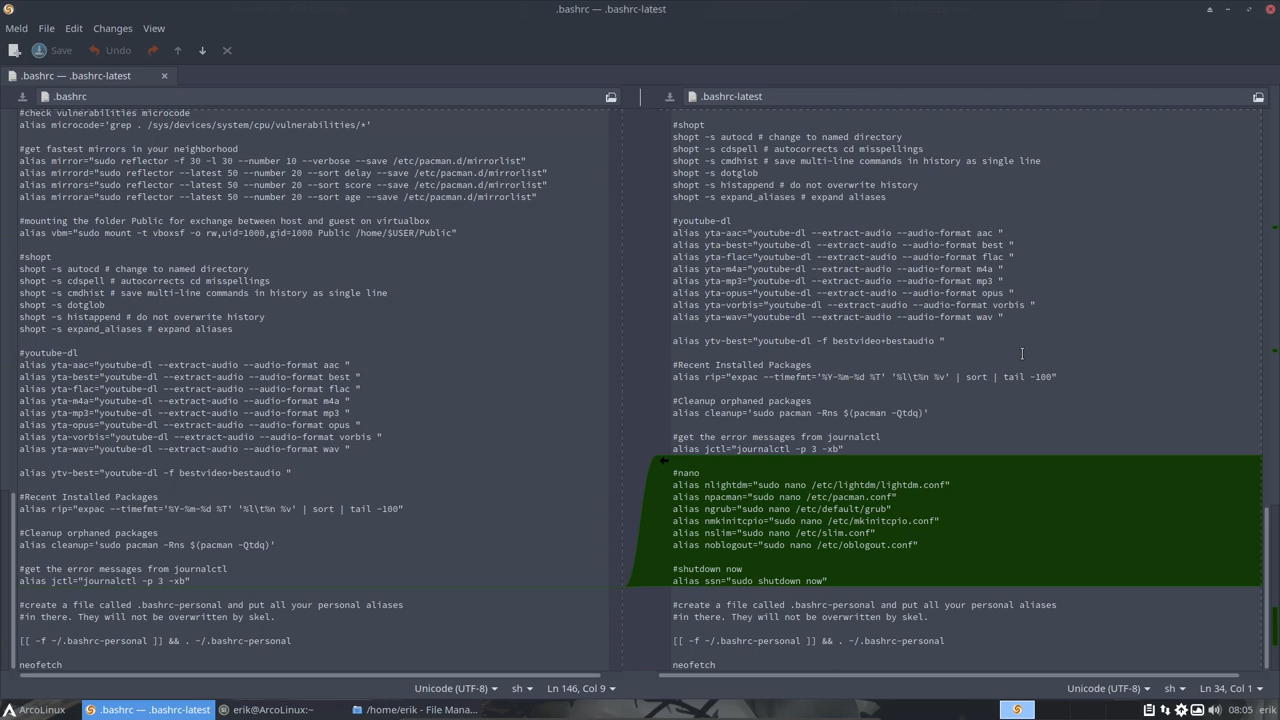 .bashrc — .bashrc-latest
Meld File Edit Changes View
Save Undo
.bashrc — .bashrc-latest
.bashrc
#check vulnerabilities microcode
alias microcode='grep . /sys/devices/system/cpu/vulnerabilities/*'
#get fastest mirrors in your neighborhood
alias mirror="sudo reflector -f 30 -l 30 --number 10 --verbose --save /etc/pacman.d/mirrorlist"
alias mirrord="sudo reflector --latest 50 --number 20 --sort delay --save /etc/pacman.d/mirrorlist"
alias mirrors="sudo reflector --latest 50 --number 20 --sort score --save /etc/pacman.d/mirrorlist"
alias mirrora="sudo reflector --latest 50 --number 20 --sort age --save /etc/pacman.d/mirrorlist"
#mounting the folder Public for exchange between host and guest on virtualbox
alias vbm="sudo mount -t vboxsf -o rw,uid=1000,gid=1000 Public /home/$USER/Public"
#shopt
shopt -s autocd # change to named directory
shopt -s cdspell # autocorrects cd misspellings
shopt -s cmdhist # save multi-line commands in history as single line
shopt -s dotglob
shopt -s histappend # do not overwrite history
shopt -s expand_aliases # expand aliases
#youtube-dl
alias yta-aac="youtube-dl --extract-audio --audio-format aac "
alias yta-best="youtube-dl --extract-audio --audio-format best "
alias yta-flac="youtube-dl --extract-audio --audio-format flac "
alias yta-m4a="youtube-dl --extract-audio --audio-format m4a "
alias yta-mp3="youtube-dl --extract-audio --audio-format mp3 "
alias yta-opus="youtube-dl --extract-audio --audio-format opus "
alias yta-vorbis="youtube-dl --extract-audio --audio-format vorbis "
alias yta-wav="youtube-dl --extract-audio --audio-format wav "
alias ytv-best="youtube-dl -f bestvideo+bestaudio "
#Recent Installed Packages
alias rip="expac --timefmt='%Y-%m-%d %T' '%l\t%n %v' | sort | tail -100"
#Cleanup orphaned packages
alias cleanup='sudo pacman -Rns $(pacman -Qtdq)'
#get the error messages from journalctl
alias jctl="journalctl -p 3 -xb"
#create a file called .bashrc-personal and put all your personal aliases
#in there. They will not be overwritten by skel.
[[ -f ~/.bashrc-personal ]] && . ~/.bashrc-personal
neofetch
Unicode (UTF-8) sh Ln 146, Col 9
.bashrc-latest
#shopt
shopt -s autocd # change to named directory
shopt -s cdspell # autocorrects cd misspellings
shopt -s cmdhist # save multi-line commands in history as single line
shopt -s dotglob
shopt -s histappend # do not overwrite history
shopt -s expand_aliases # expand aliases
#youtube-dl
alias yta-aac="youtube-dl --extract-audio --audio-format aac "
alias yta-best="youtube-dl --extract-audio --audio-format best "
alias yta-flac="youtube-dl --extract-audio --audio-format flac "
alias yta-m4a="youtube-dl --extract-audio --audio-format m4a "
alias yta-mp3="youtube-dl --extract-audio --audio-format mp3 "
alias yta-opus="youtube-dl --extract-audio --audio-format opus "
alias yta-vorbis="youtube-dl --extract-audio --audio-format vorbis "
alias yta-wav="youtube-dl --extract-audio --audio-format wav "
alias ytv-best="youtube-dl -f bestvideo+bestaudio "
#Recent Installed Packages
alias rip="expac --timefmt='%Y-%m-%d %T' '%l\t%n %v' | sort | tail -100"
#Cleanup orphaned packages
alias cleanup='sudo pacman -Rns $(pacman -Qtdq)'
#get the error messages from journalctl
alias jctl="journalctl -p 3 -xb"
#nano
alias nlightdm="sudo nano /etc/lightdm/lightdm.conf"
alias npacman="sudo nano /etc/pacman.conf"
alias ngrub="sudo nano /etc/default/grub"
alias nmkinitcpio="sudo nano /etc/mkinitcpio.conf"
alias nslim="sudo nano /etc/slim.conf"
alias noblogout="sudo nano /etc/oblogout.conf"
#shutdown now
alias ssn="sudo shutdown now"
#create a file called .bashrc-personal and put all your personal aliases
#in there. They will not be overwritten by skel.
[[ -f ~/.bashrc-personal ]] && . ~/.bashrc-personal
neofetch
Unicode (UTF-8) sh Ln 34, Col 1
ArcoLinux .bashrc — .bashrc-latest erik@ArcoLinux:~ /home/erik - File Mana... 08:05 erik